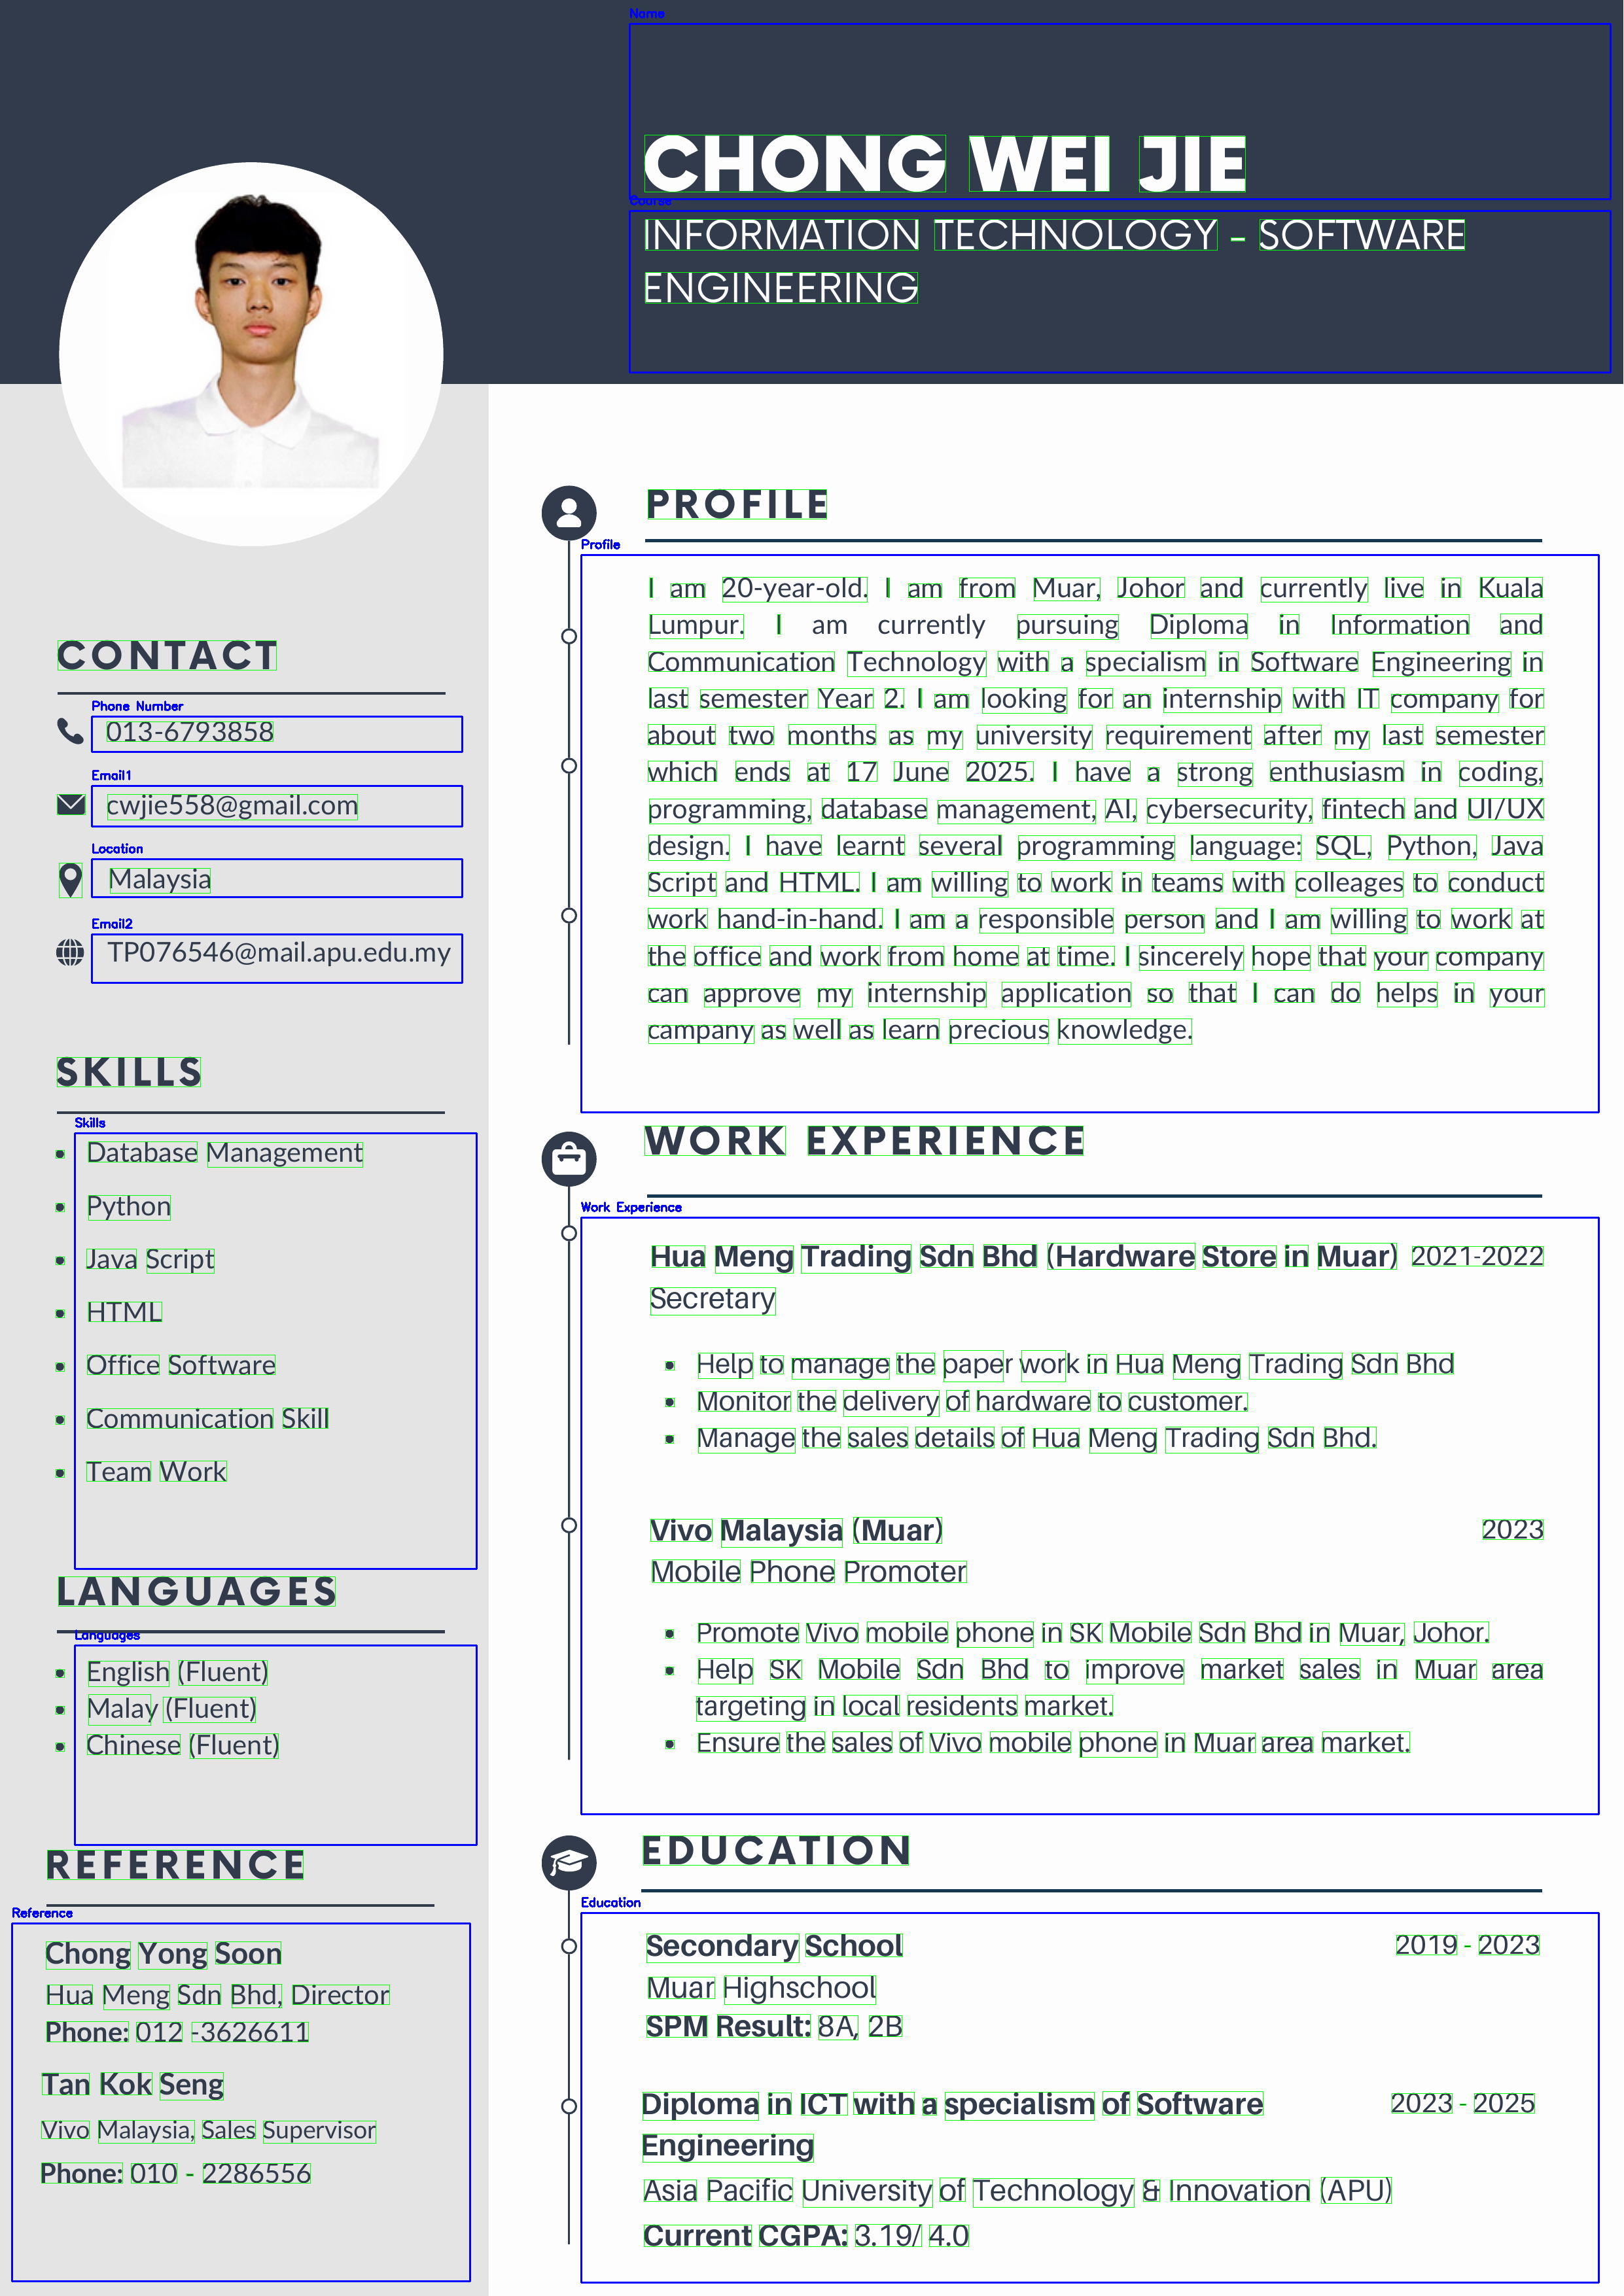 Name
CHONG WEI JIE
Course
INFORMATION TECHNOLOGY - SOFTWARE
ENGINEERING
CONTACT
Phone Number
013-6793858
Email1
cwjie558@gmail.com
Location
Malaysia
Email2
TP076546@mail.apu.edu.my
SKILLS
Skills
Database Management
Python
Java Script
HTML
Office Software
Communication Skill
Team Work
LANGUAGES
Languages
English (Fluent)
Malay (Fluent)
Chinese (Fluent)
REFERENCE
Reference
Chong Yong Soon
Hua Meng Sdn Bhd, Director
Phone: 012 -3626611
Tan Kok Seng
Vivo Malaysia, Sales Supervisor
Phone: 010 - 2286556
PROFILE
Profile
I am 20-year-old. I am from Muar, Johor and currently live in Kuala
Lumpur. I am currently pursuing Diploma in Information and
Communication Technology with a specialism in Software Engineering in
last semester Year 2. I am looking for an internship with IT company for
about two months as my university requirement after my last semester
which ends at 17 June 2025. I have a strong enthusiasm in coding,
programming, database management, AI, cybersecurity, fintech and UI/UX
design. I have learnt several programming language: SQL, Python, Java
Script and HTML. I am willing to work in teams with colleages to conduct
work hand-in-hand. I am a responsible person and I am willing to work at
the office and work from home at time. I sincerely hope that your company
can approve my internship application so that I can do helps in your
campany as well as learn precious knowledge.
WORK EXPERIENCE
Work Experience
Hua Meng Trading Sdn Bhd (Hardware Store in Muar) 2021-2022
Secretary
• Help to manage the paper work in Hua Meng Trading Sdn Bhd
• Monitor the delivery of hardware to customer.
• Manage the sales details of Hua Meng Trading Sdn Bhd.
Vivo Malaysia (Muar) 2023
Mobile Phone Promoter
• Promote Vivo mobile phone in SK Mobile Sdn Bhd in Muar, Johor.
• Help SK Mobile Sdn Bhd to improve market sales in Muar area
targeting in local residents market.
• Ensure the sales of Vivo mobile phone in Muar area market.
EDUCATION
Education
Secondary School 2019 - 2023
Muar Highschool
SPM Result: 8A, 2B
Diploma in ICT with a specialism of Software 2023 - 2025
Engineering
Asia Pacific University of Technology & Innovation (APU)
Current CGPA: 3.19/ 4.0